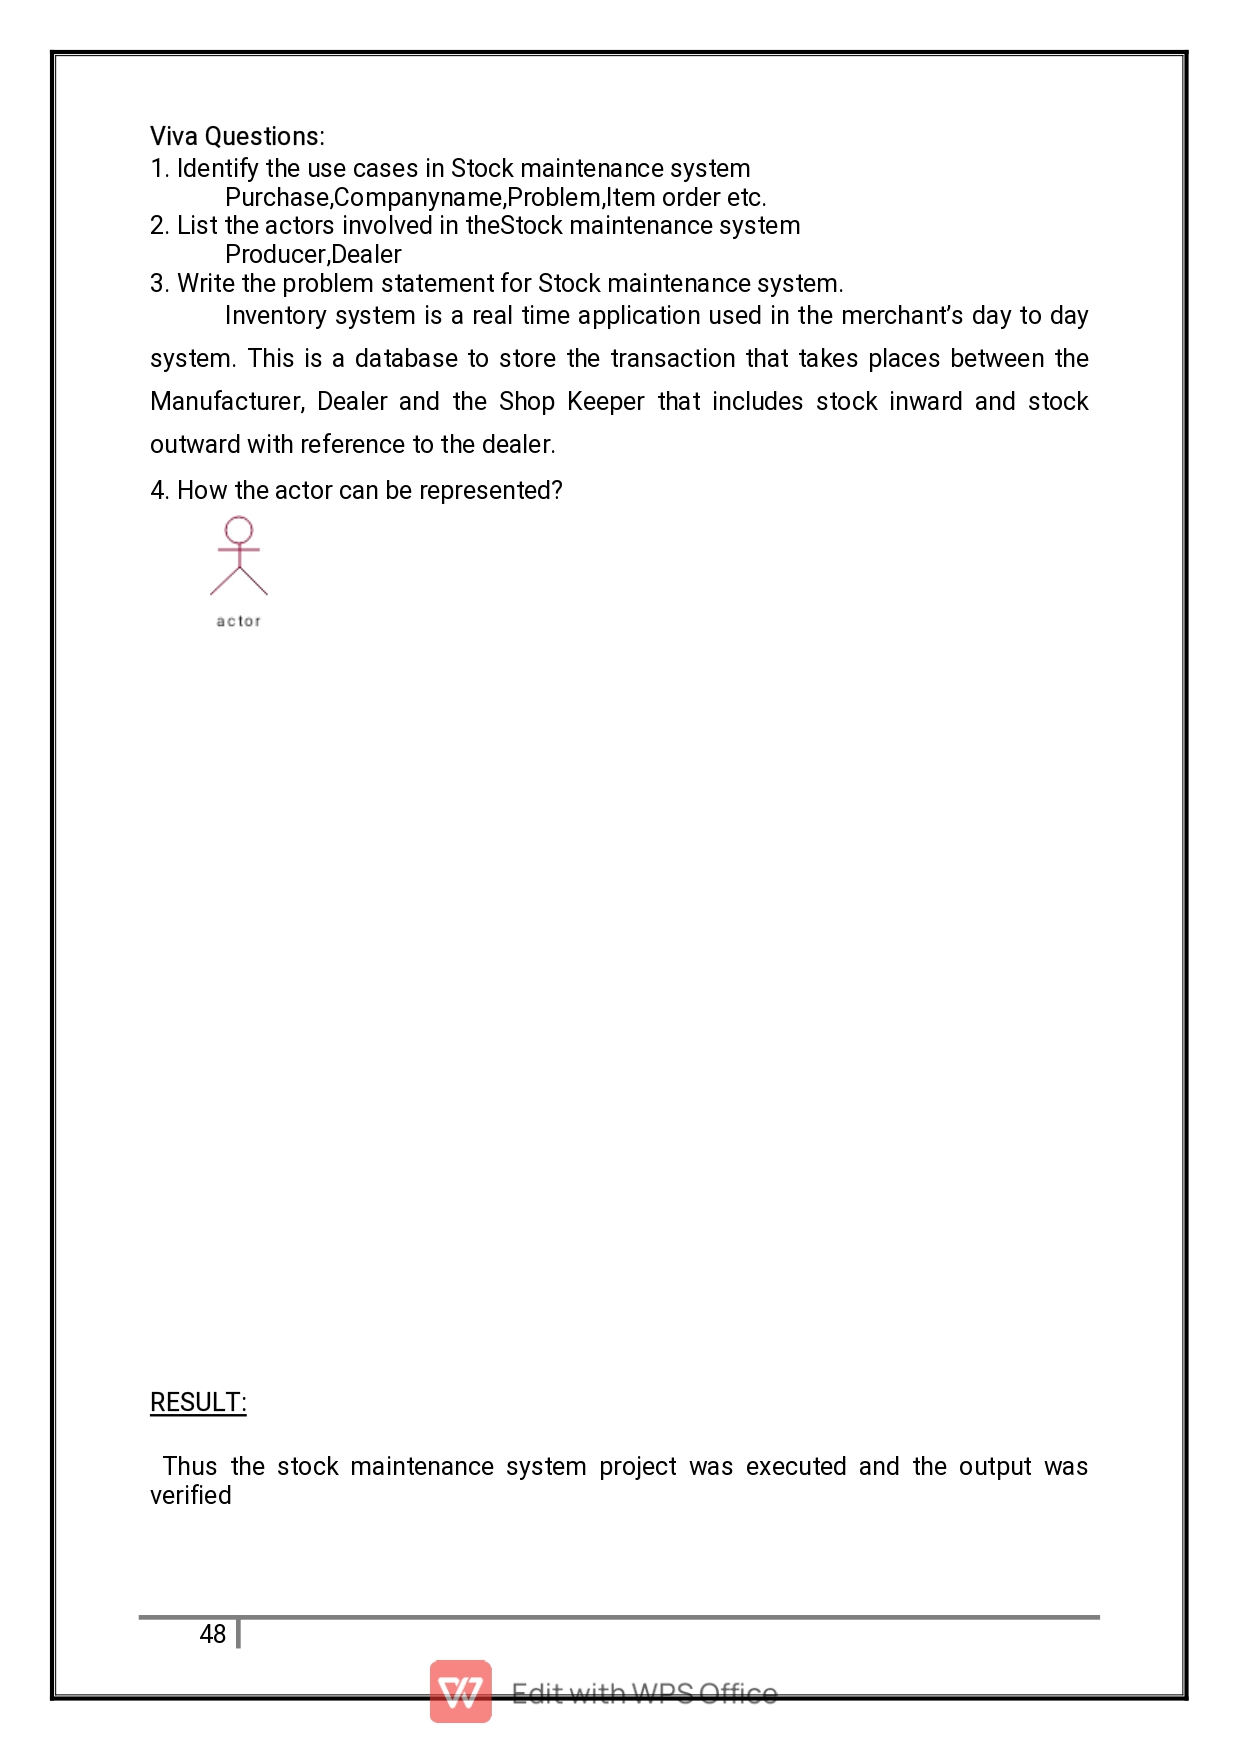 Viva Questions:
1. Identify the use cases in Stock maintenance system
Purchase,Companyname,Problem,Item order etc.
2. List the actors involved in theStock maintenance system
Producer,Dealer
3. Write the problem statement for Stock maintenance system.
Inventory system is a real time application used in the merchant’s day to day
system. This is a database to store the transaction that takes places between the
Manufacturer, Dealer and the Shop Keeper that includes stock inward and stock
outward with reference to the dealer.
4. How the actor can be represented?
actor
RESULT:
Thus the stock maintenance system project was executed and the output was
verified
48
Edit with WPS Office